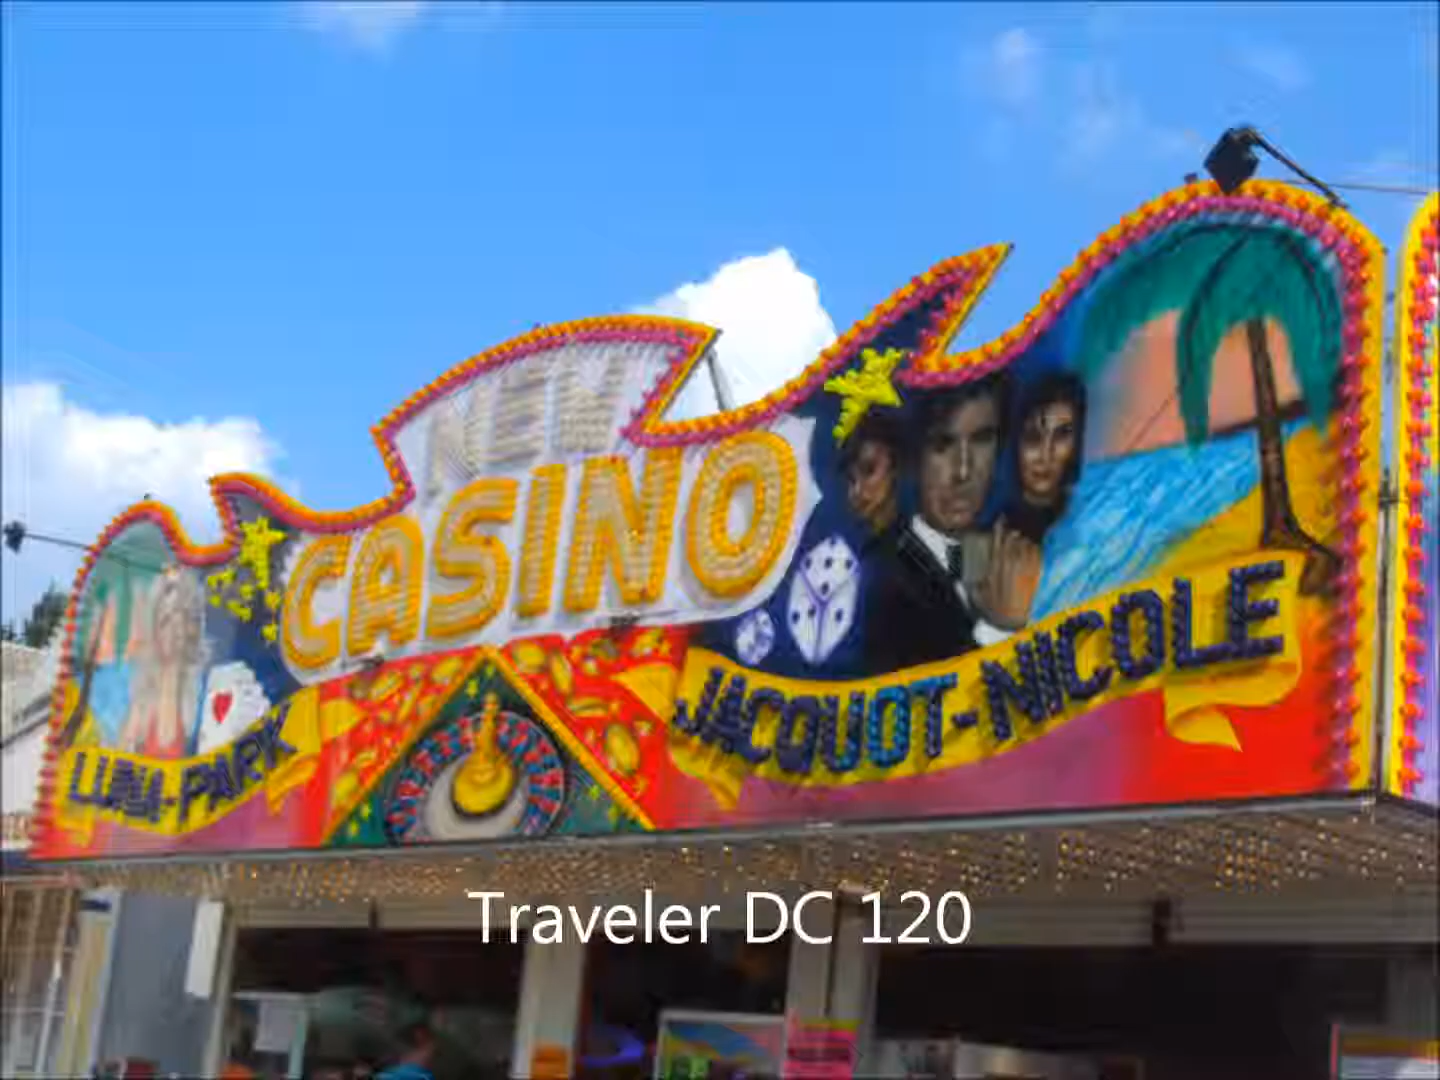 NEW
CASINO
LUNA-PARK
JACQUOT-NICOLE
Traveler DC 120